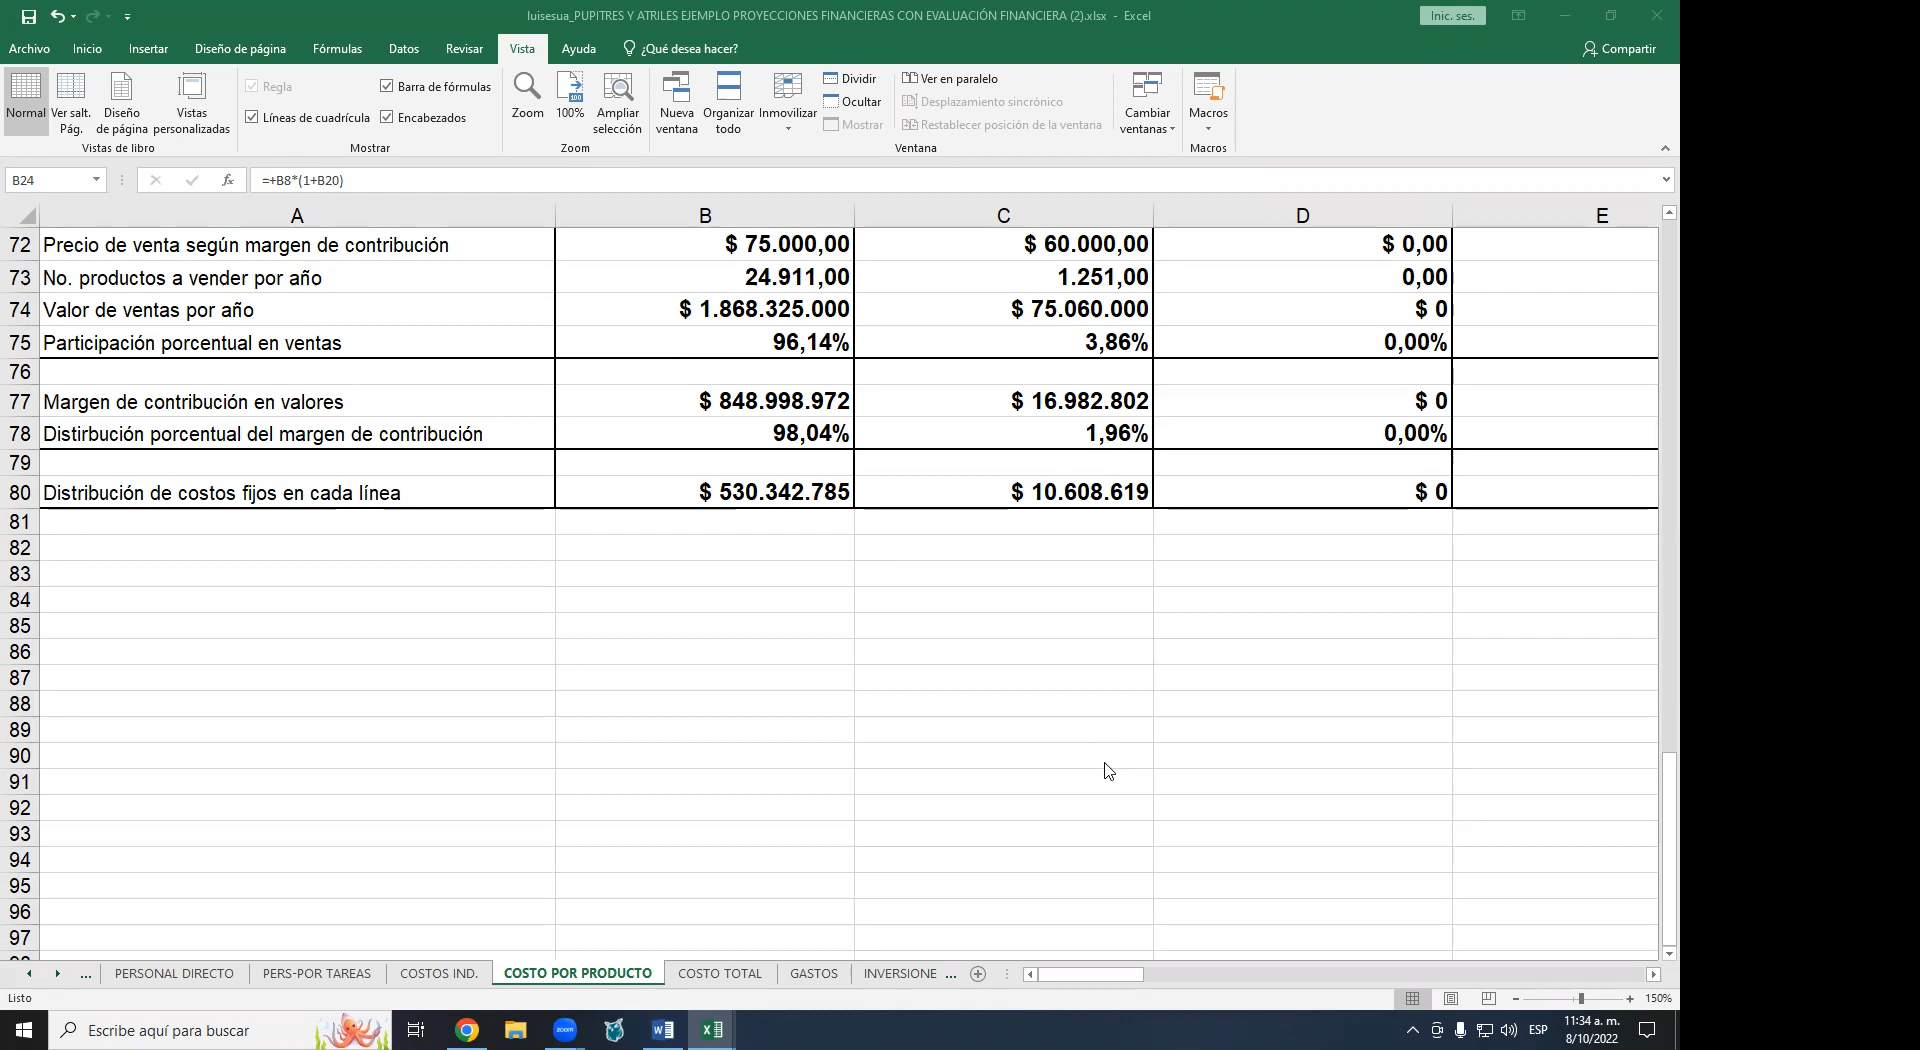 luisesua_PUPITRES Y ATRILES EJEMPLO PROYECCIONES FINANCIERAS CON EVALUACIÓN FINANCIERA (2).xlsx - Excel
Inic. ses.
Archivo Inicio Insertar Diseño de página Fórmulas Datos Revisar Vista Ayuda ¿Qué desea hacer? Compartir
Normal
Ver salt. Pág.
Diseño de página
Vistas personalizadas
Vistas de libro
Regla
Barra de fórmulas
Líneas de cuadrícula
Encabezados
Mostrar
Zoom
100%
100
Ampliar selección
Zoom
Nueva ventana
Organizar todo
Inmovilizar
Dividir
Ocultar
Mostrar
Ver en paralelo
Desplazamiento sincrónico
Restablecer posición de la ventana
Cambiar ventanas
Ventana
Macros
Macros
B24 fx =+B8*(1+B20)
A B C D E
72 Precio de venta según margen de contribución $ 75.000,00 $ 60.000,00 $ 0,00
73 No. productos a vender por año 24.911,00 1.251,00 0,00
74 Valor de ventas por año $ 1.868.325.000 $ 75.060.000 $ 0
75 Participación porcentual en ventas 96,14% 3,86% 0,00%
76
77 Margen de contribución en valores $ 848.998.972 $ 16.982.802 $ 0
78 Distirbución porcentual del margen de contribución 98,04% 1,96% 0,00%
79
80 Distribución de costos fijos en cada línea $ 530.342.785 $ 10.608.619 $ 0
81
82
83
84
85
86
87
88
89
90
91
92
93
94
95
96
97
... PERSONAL DIRECTO PERS-POR TAREAS COSTOS IND. COSTO POR PRODUCTO COSTO TOTAL GASTOS INVERSIONE ...
Listo 150%
Escribe aquí para buscar
zoom
ESP
11:34 a. m.
8/10/2022